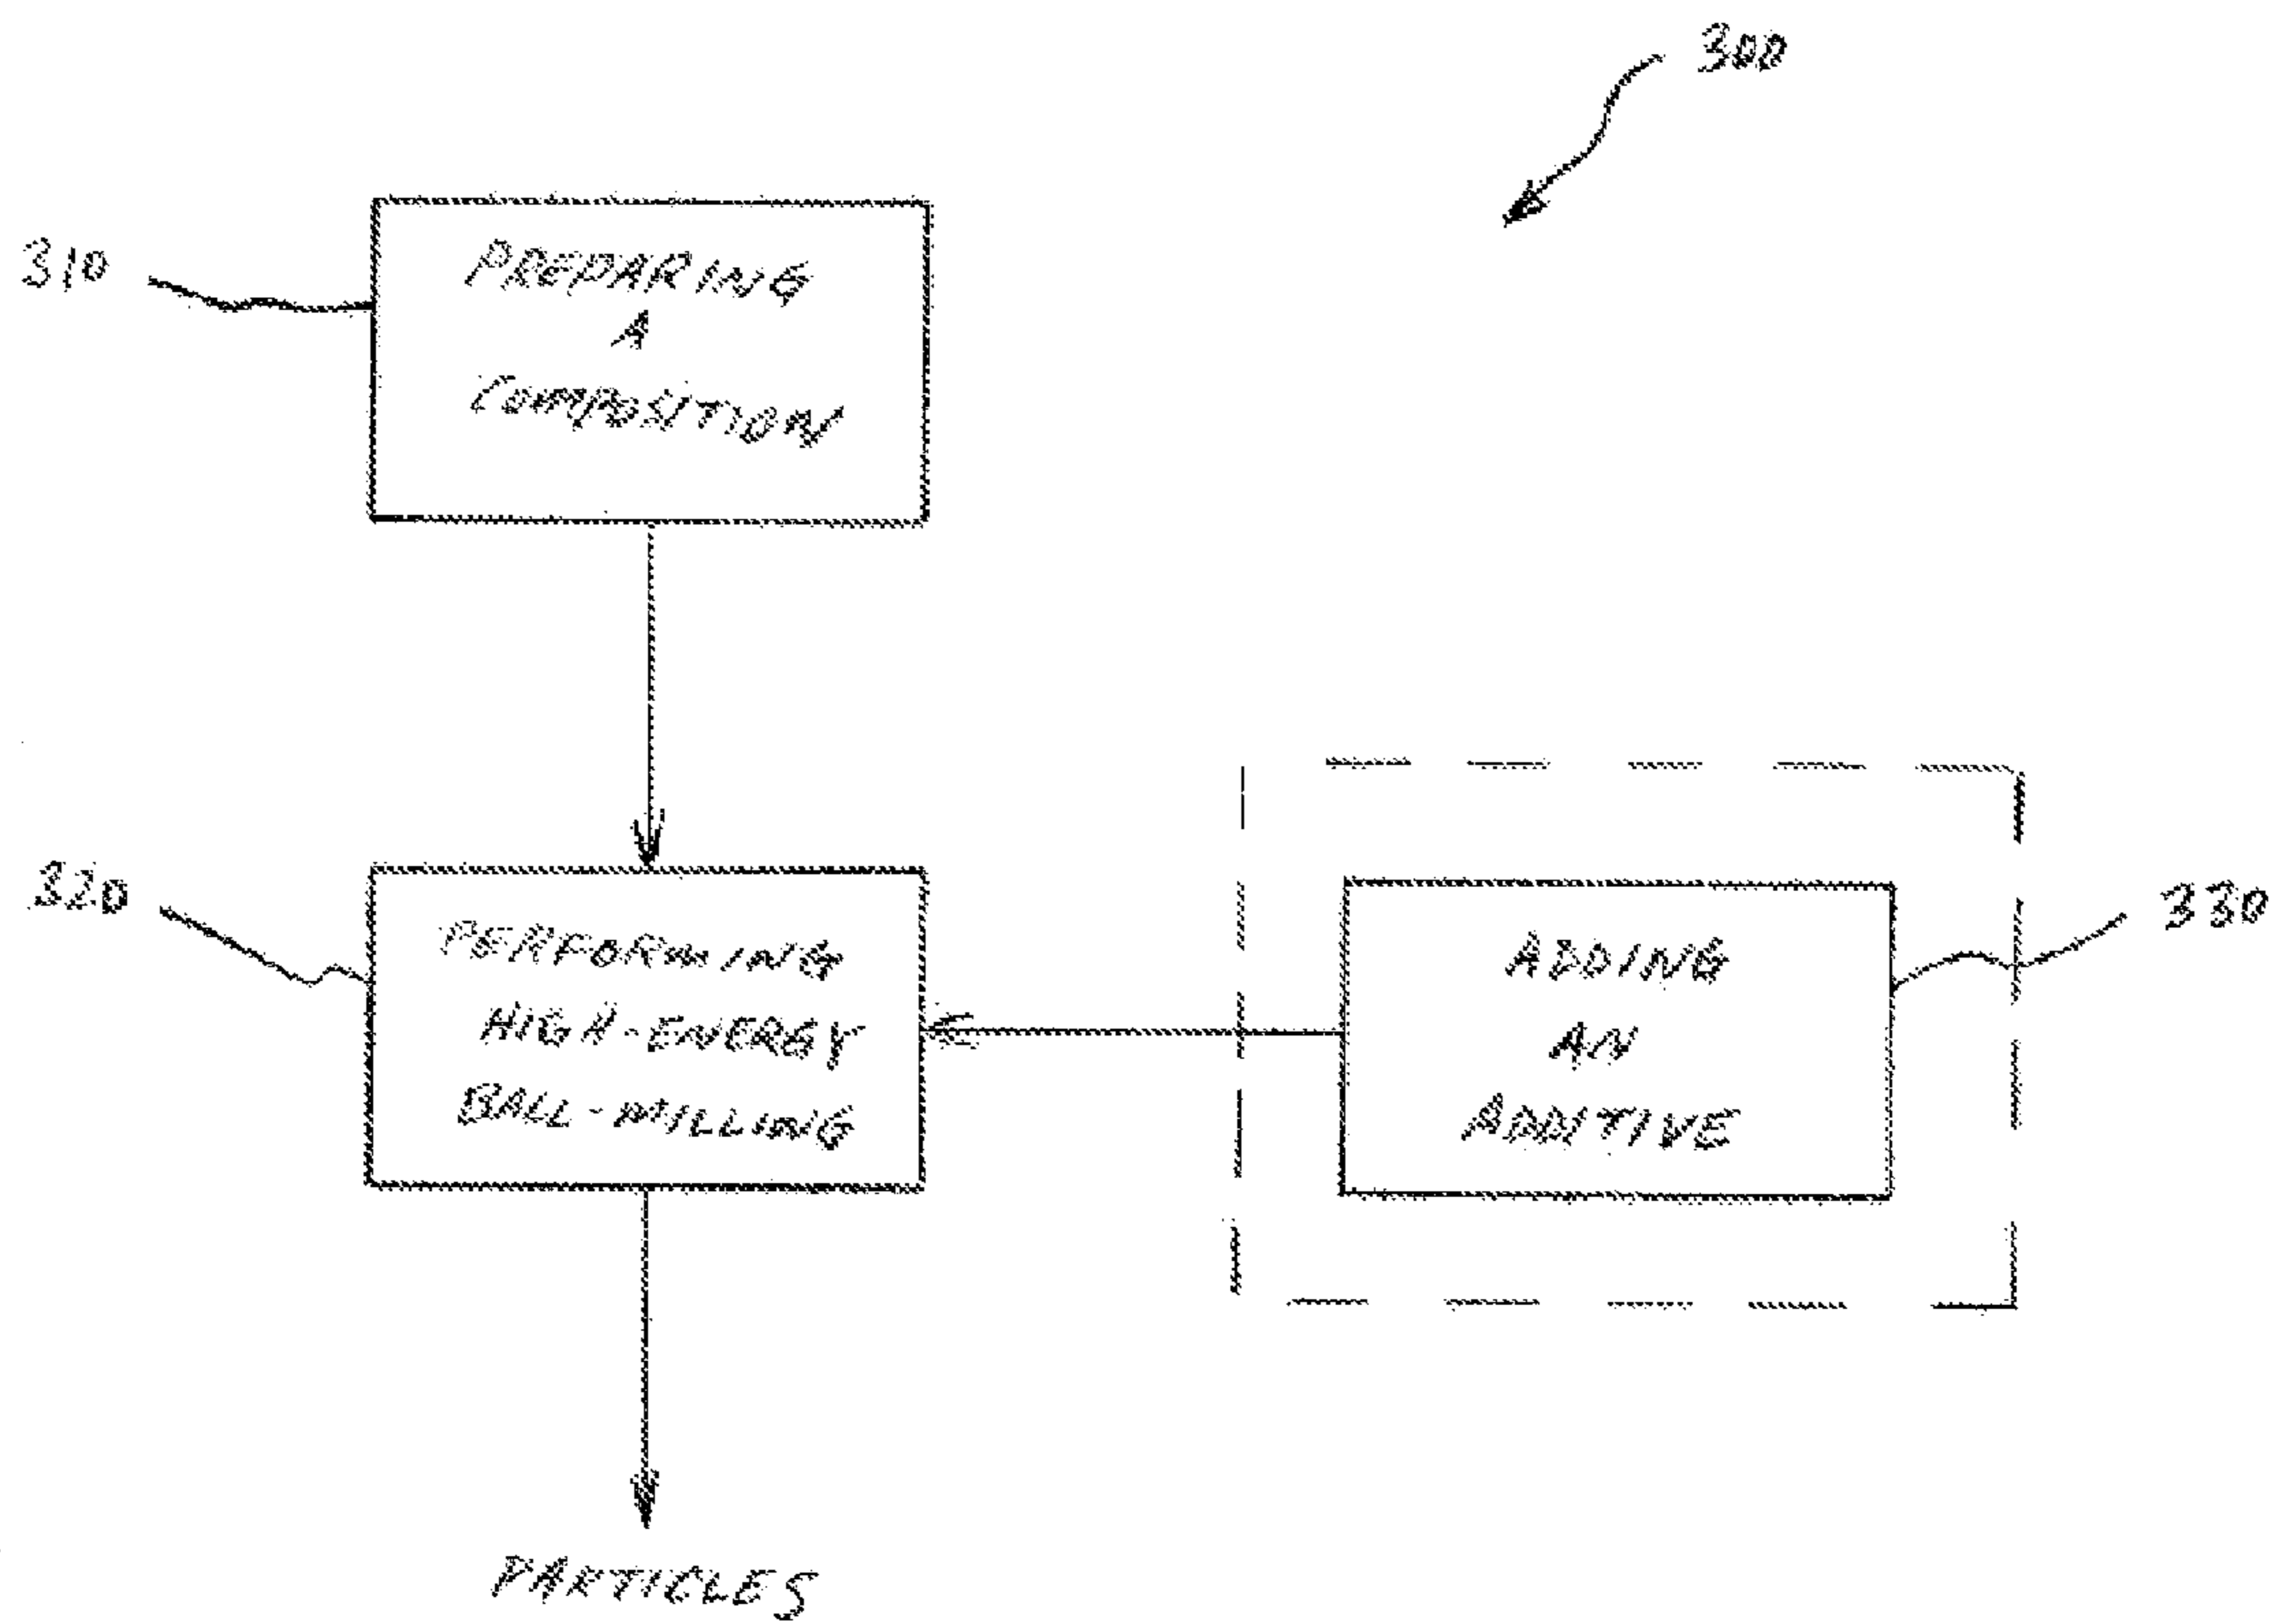 300
310
PREPARING
A
COMPOSITION
320
PERFORMING
HIGH-ENERGY
BALL-MILLING
330
ADDING
AN
ADDITIVE
PARTICLES